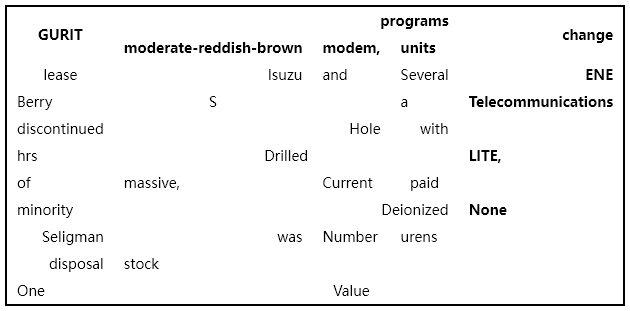 GURIT programs change
moderate-reddish-brown modem, units
lease Isuzu and Several ENE
Berry S a Telecommunications
discontinued Hole with
hrs Drilled LITE,
of massive, Current paid
minority Deionized None
Seligman was Number urens
disposal stock
One Value